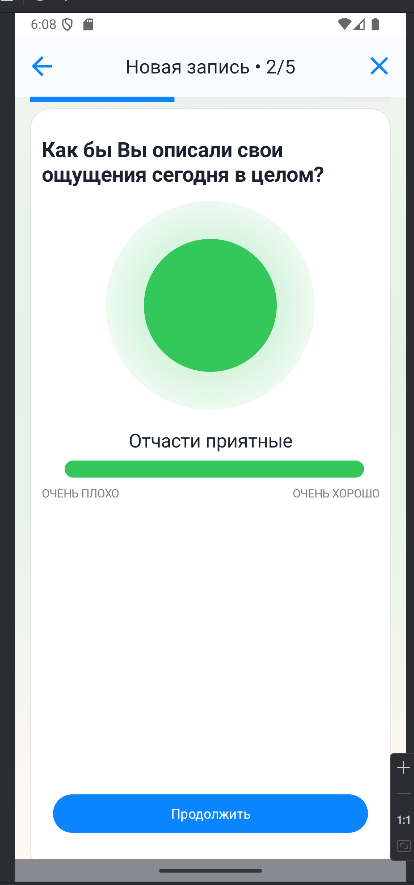 6:08
Новая запись • 2/5
Как бы Вы описали свои
ощущения сегодня в целом?
Отчасти приятные
ОЧЕНЬ ПЛОХО
ОЧЕНЬ ХОРОШО
1:1
Продолжить